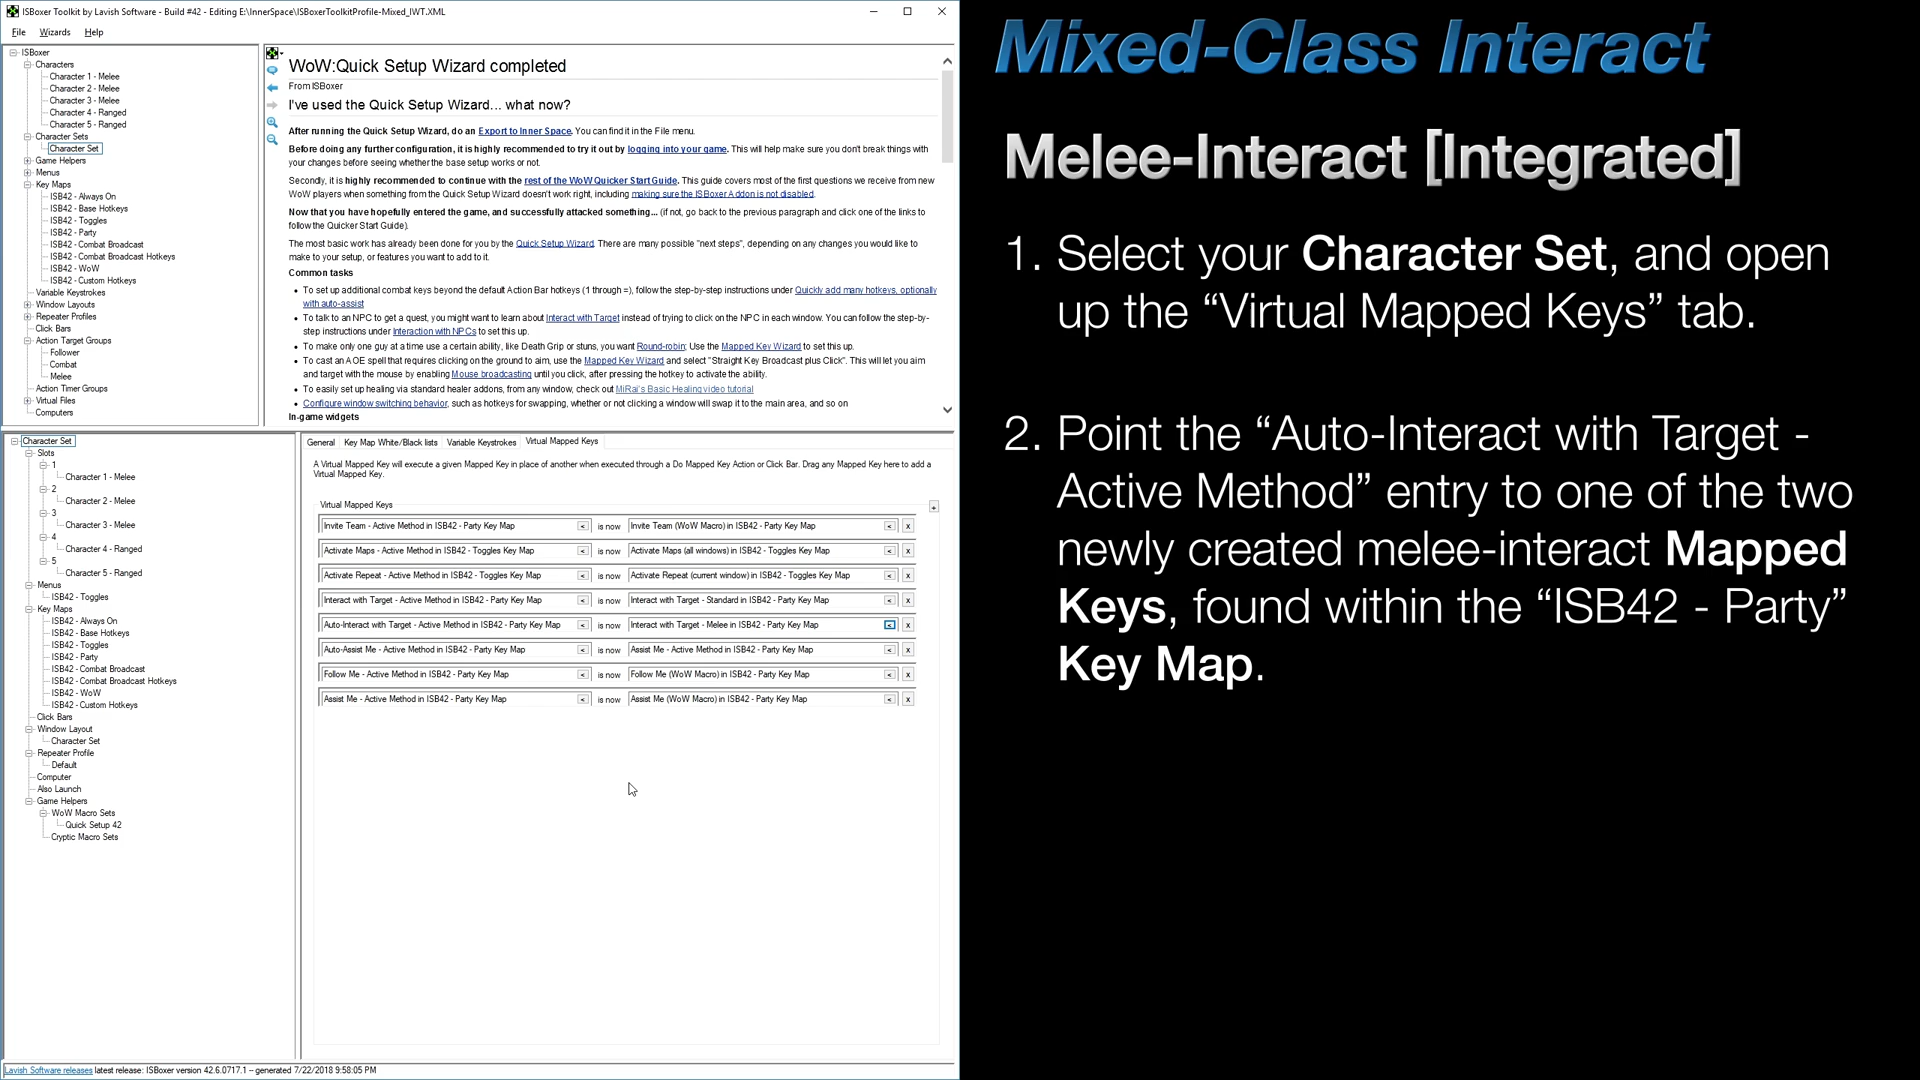 ISBoxer Toolkit by Lavish Software - Build #42 - Editing E:\InnerSpace\ISBoxerToolkitProfile-Mixed_IWT.XML
File Wizards Help
ISBoxer
Characters
Character 1 - Melee
Character 2 - Melee
Character 3 - Melee
Character 4 - Ranged
Character 5 - Ranged
Character Sets
Character Set
Game Helpers
Menus
Key Maps
ISB42 - Always On
ISB42 - Base Hotkeys
ISB42 - Toggles
ISB42 - Party
ISB42 - Combat Broadcast
ISB42 - Combat Broadcast Hotkeys
ISB42 - WoW
ISB42 - Custom Hotkeys
Variable Keystrokes
Window Layouts
Repeater Profiles
Click Bars
Action Target Groups
Follower
Combat
Melee
Action Timer Groups
Virtual Files
Computers
WoW:Quick Setup Wizard completed
From ISBoxer
I've used the Quick Setup Wizard... what now?
After running the Quick Setup Wizard, do an Export to Inner Space. You can find it in the File menu.
Before doing any further configuration, it is highly recommended to try it out by logging into your game. This will help make sure you don't break things with
your changes before seeing whether the base setup works or not.
Secondly, it is highly recommended to continue with the rest of the WoW Quicker Start Guide. This guide covers most of the first questions we receive from new
WoW players when something from the Quick Setup Wizard doesn't work right, including making sure the ISBoxer Addon is not disabled.
Now that you have hopefully entered the game, and successfully attacked something... (if not, go back to the previous paragraph and click one of the links to
follow the Quicker Start Guide).
The most basic work has already been done for you by the Quick Setup Wizard. There are many possible "next steps", depending on any changes you would like to
make to your setup, or features you want to add to it.
Common tasks
• To set up additional combat keys beyond the default Action Bar hotkeys (1 through =), follow the step-by-step instructions under Quickly add many hotkeys, optionally
with auto-assist
• To talk to an NPC to get a quest, you might want to learn about Interact with Target instead of trying to click on the NPC in each window. You can follow the step-by-
step instructions under Interaction with NPCs to set this up.
• To make only one guy at a time use a certain ability, like Death Grip or stuns, you want Round-robin; Use the Mapped Key Wizard to set this up.
• To cast an AOE spell that requires clicking on the ground to aim, use the Mapped Key Wizard and select "Straight Key Broadcast plus Click". This will let you aim
and target with the mouse by enabling Mouse broadcasting until you click, after pressing the hotkey to activate the ability.
• To easily set up healing via standard healer addons, from any window, check out MiRai's Basic Healing video tutorial
• Configure window switching behavior, such as hotkeys for swapping, whether or not clicking a window will swap it to the main area, and so on
In-game widgets
Character Set
Slots
1
Character 1 - Melee
2
Character 2 - Melee
3
Character 3 - Melee
4
Character 4 - Ranged
5
Character 5 - Ranged
Menus
ISB42 - Toggles
Key Maps
ISB42 - Always On
ISB42 - Base Hotkeys
ISB42 - Toggles
ISB42 - Party
ISB42 - Combat Broadcast
ISB42 - Combat Broadcast Hotkeys
ISB42 - WoW
ISB42 - Custom Hotkeys
Click Bars
Window Layout
Character Set
Repeater Profile
Default
Computer
Also Launch
Game Helpers
WoW Macro Sets
Quick Setup 42
Cryptic Macro Sets
General Key Map White/Black lists Variable Keystrokes Virtual Mapped Keys
A Virtual Mapped Key will execute a given Mapped Key in place of another when executed through a Do Mapped Key Action or Click Bar. Drag any Mapped Key here to add a
Virtual Mapped Key.
Virtual Mapped Keys +
Invite Team - Active Method in ISB42 - Party Key Map < is now Invite Team (WoW Macro) in ISB42 - Party Key Map < x
Activate Maps - Active Method in ISB42 - Toggles Key Map < is now Activate Maps (all windows) in ISB42 - Toggles Key Map < x
Activate Repeat - Active Method in ISB42 - Toggles Key Map < is now Activate Repeat (current window) in ISB42 - Toggles Key Map < x
Interact with Target - Active Method in ISB42 - Party Key Map < is now Interact with Target - Standard in ISB42 - Party Key Map < x
Auto-Interact with Target - Active Method in ISB42 - Party Key Map < is now Interact with Target - Melee in ISB42 - Party Key Map < x
Auto-Assist Me - Active Method in ISB42 - Party Key Map < is now Assist Me - Active Method in ISB42 - Party Key Map < x
Follow Me - Active Method in ISB42 - Party Key Map < is now Follow Me (WoW Macro) in ISB42 - Party Key Map < x
Assist Me - Active Method in ISB42 - Party Key Map < is now Assist Me (WoW Macro) in ISB42 - Party Key Map < x
Lavish Software releases latest release: ISBoxer version 42.6.0717.1 -- generated 7/22/2018 9:58:05 PM
Mixed-Class Interact
Melee-Interact [Integrated]
1. Select your Character Set, and open
up the “Virtual Mapped Keys” tab.
2. Point the “Auto-Interact with Target -
Active Method” entry to one of the two
newly created melee-interact Mapped
Keys, found within the “ISB42 - Party”
Key Map.